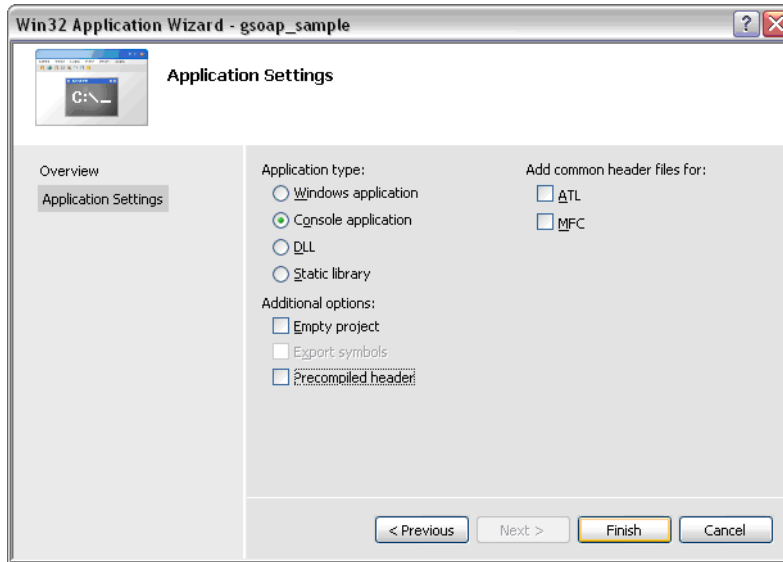 Win32 Application Wizard - gsoap_sample
C:\_
Application Settings
Overview
Application Settings
Application type:
Windows application
Console application
DLL
Static library
Additional options:
Empty project
Export symbols
Precompiled header
Add common header files for:
ATL
MFC
< Previous
Next >
Finish
Cancel